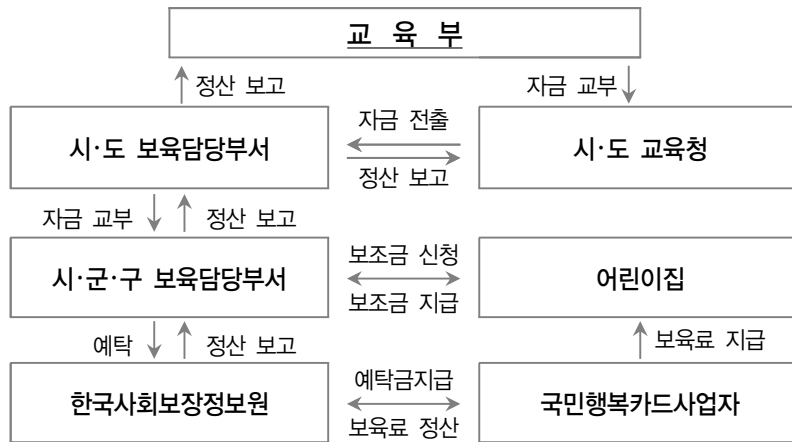 교 육 부
정산 보고
자금 교부
시·도 보육담당부서
자금 전출
정산 보고
시·도 교육청
자금 교부
정산 보고
시·군·구 보육담당부서
보조금 신청
보조금 지급
어린이집
예탁
정산 보고
보육료 지급
한국사회보장정보원
예탁금지급
보육료 정산
국민행복카드사업자